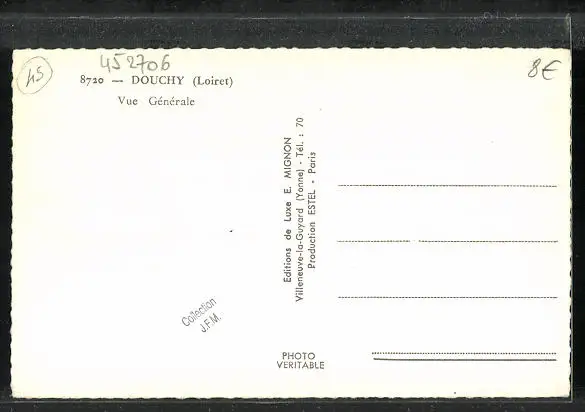 45
452706
8€
8720 — DOUCHY (Loiret)
Vue Générale
Editions de Luxe E. MIGNON
Villeneuve-la-Guyard (Yonne) - Tél. : 70
Production ESTEL - Paris
Collection
J.F.M.
PHOTO
VERITABLE